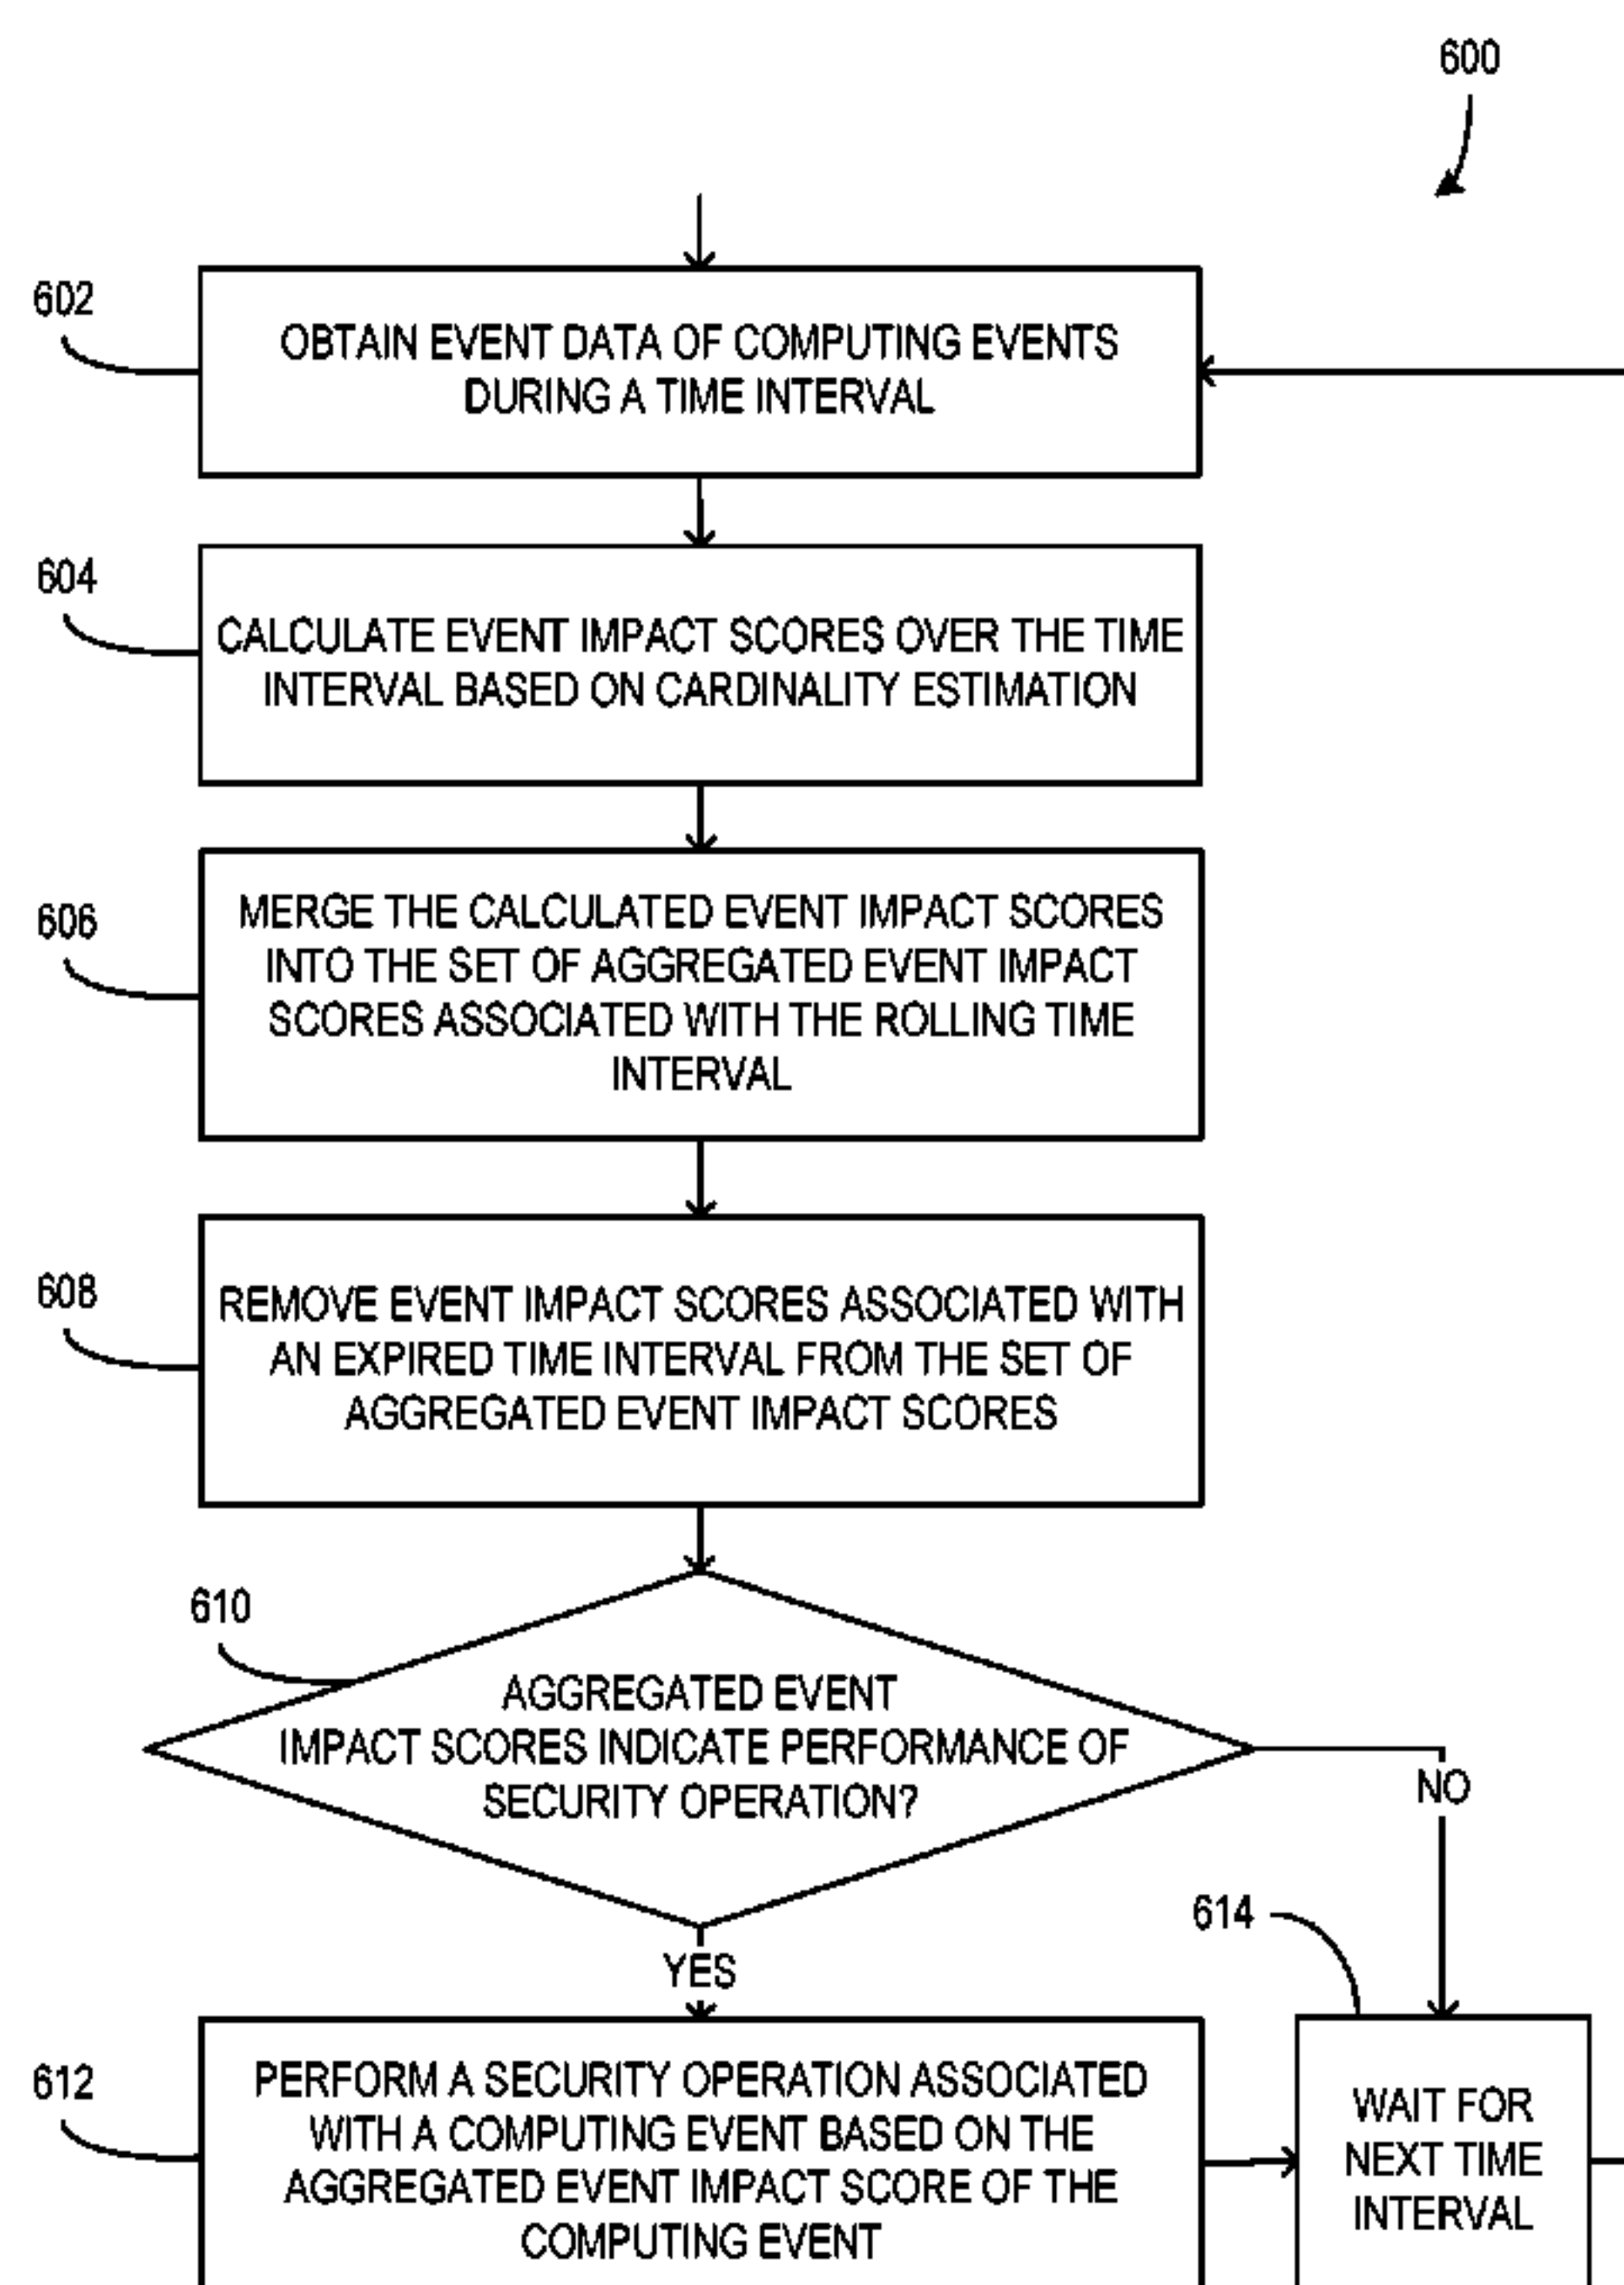 600
602
OBTAIN EVENT DATA OF COMPUTING EVENTS
DURING A TIME INTERVAL
604
CALCULATE EVENT IMPACT SCORES OVER THE TIME
INTERVAL BASED ON CARDINALITY ESTIMATION
606
MERGE THE CALCULATED EVENT IMPACT SCORES
INTO THE SET OF AGGREGATED EVENT IMPACT
SCORES ASSOCIATED WITH THE ROLLING TIME
INTERVAL
608
REMOVE EVENT IMPACT SCORES ASSOCIATED WITH
AN EXPIRED TIME INTERVAL FROM THE SET OF
AGGREGATED EVENT IMPACT SCORES
610
AGGREGATED EVENT
IMPACT SCORES INDICATE PERFORMANCE OF
SECURITY OPERATION?
NO
YES
612
PERFORM A SECURITY OPERATION ASSOCIATED
WITH A COMPUTING EVENT BASED ON THE
AGGREGATED EVENT IMPACT SCORE OF THE
COMPUTING EVENT
614
WAIT FOR
NEXT TIME
INTERVAL